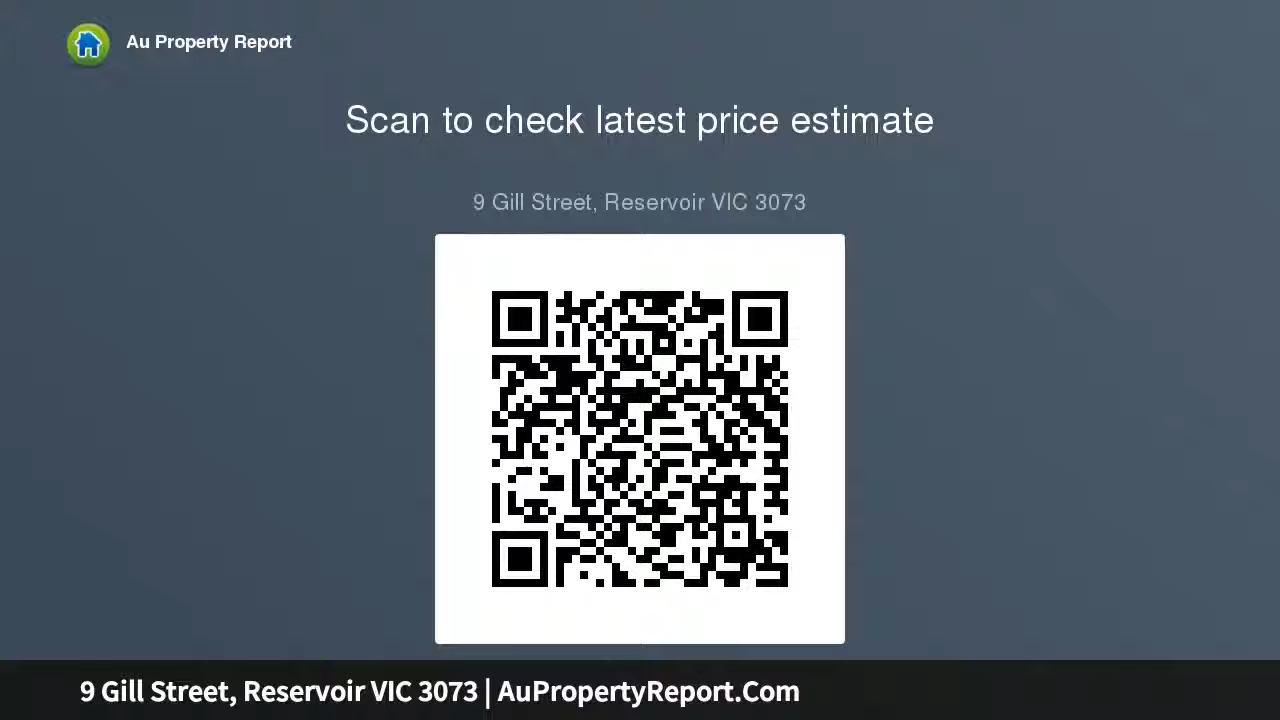 Au Property Report
Scan to check latest price estimate
9 Gill Street, Reservoir VIC 3073
9 Gill Street, Reservoir VIC 3073 | AuPropertyReport.Com